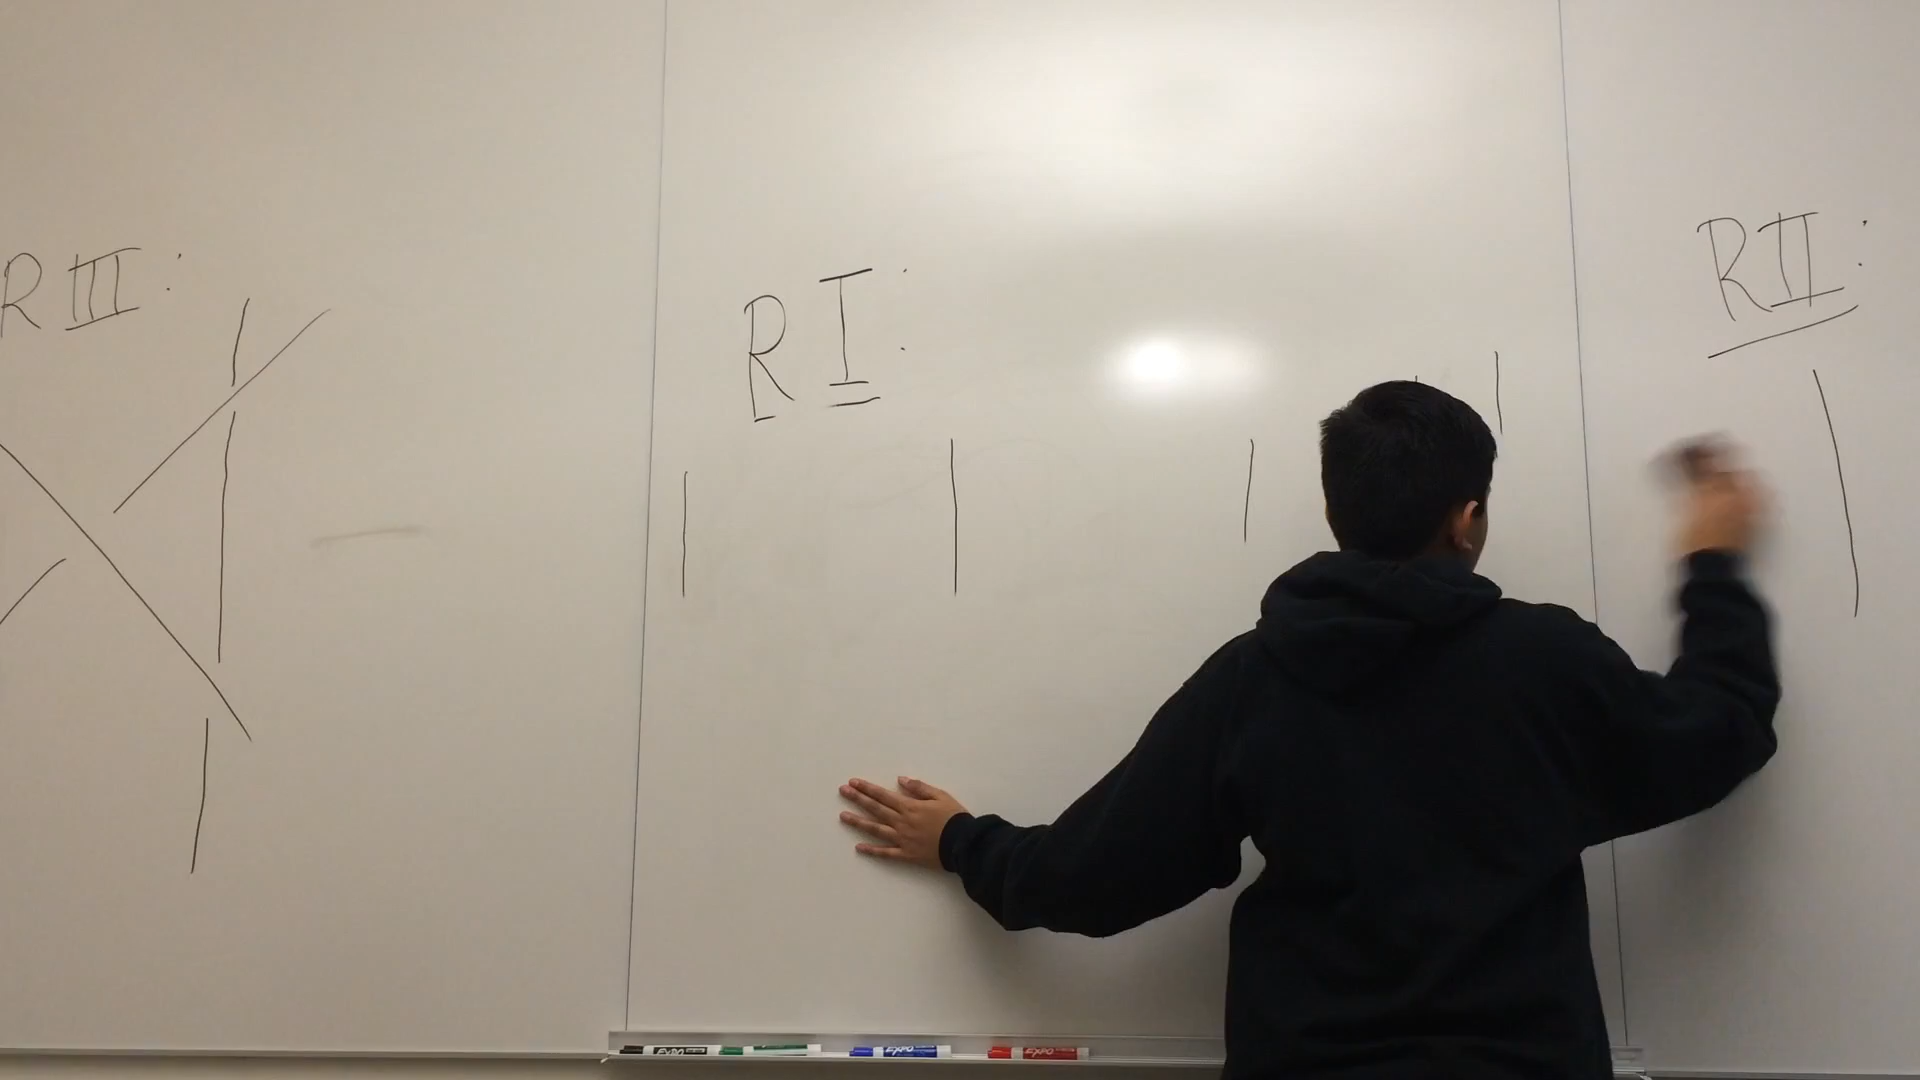 R III :
R I :
R II :
EXPO
EXPO
EXPO